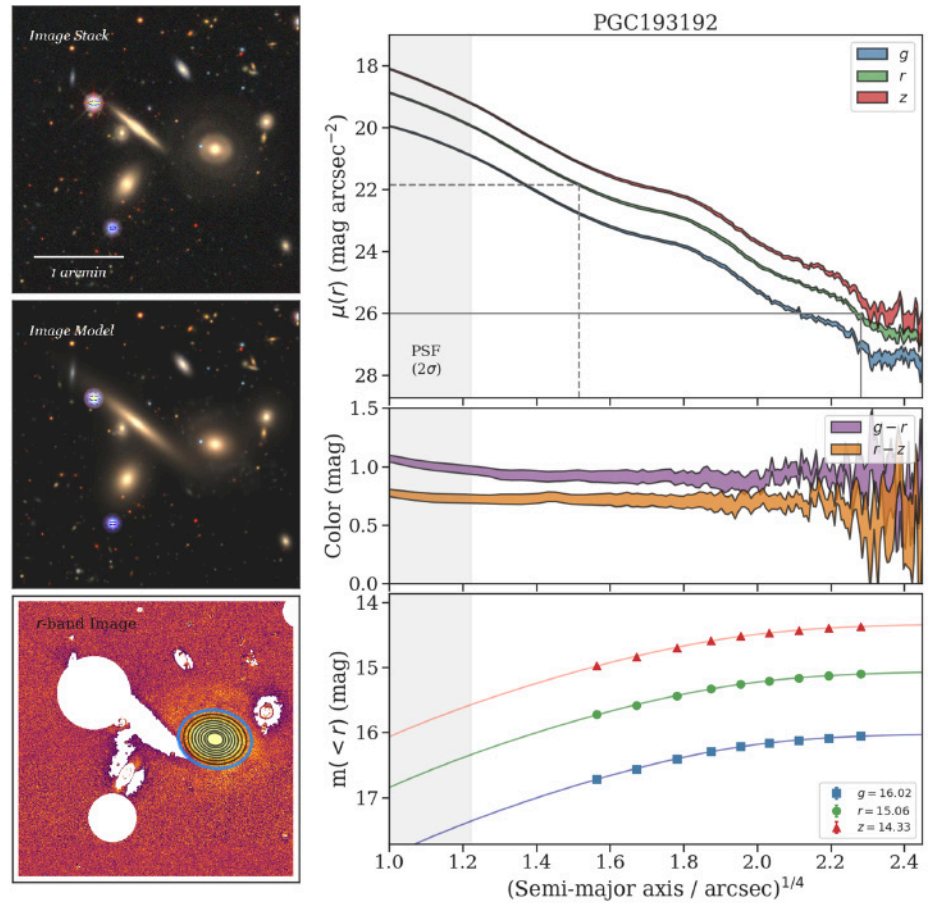 PGC193192
Image Stack
1 arcmin
Image Model
r-band Image
μ(r) (mag arcsec⁻²)
18
20
22
24
26
28
PSF
(2σ)
g
r
z
Color (mag)
1.5
1.0
0.5
0.0
g − r
r − z
m(< r) (mag)
14
15
16
17
g = 16.02
r = 15.06
z = 14.33
1.0 1.2 1.4 1.6 1.8 2.0 2.2 2.4
(Semi-major axis / arcsec)^{1/4}